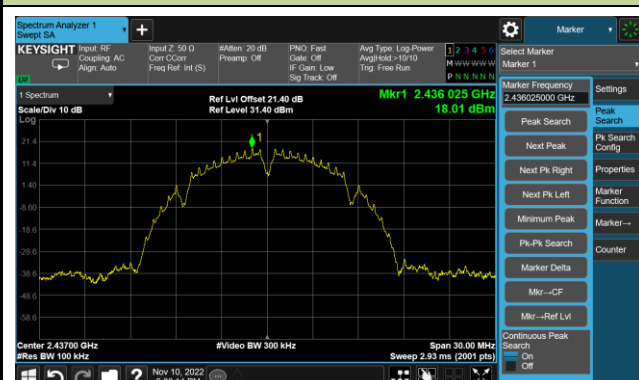 Spectrum Analyzer 1
Swept SA
+
Marker
KEYSIGHT
Input: RF
Coupling: AC
Align: Auto
Input Z: 50 Ω
Corr CCorr
Freq Ref: Int (S)
#Atten: 20 dB
Preamp: Off
PNO: Fast
Gate: Off
IF Gain: Low
Sig Track: Off
Avg Type: Log-Power
Avg|Hold:>10/10
Trig: Free Run
1 2 3 4 5 6
M W W W W W
P N N N N N
LXI
Select Marker
Marker 1
1 Spectrum
Scale/Div 10 dB
Log
Ref Lvl Offset 21.40 dB
Ref Level 31.40 dBm
Mkr1 2.436 025 GHz
18.01 dBm
1
21.4
11.4
1.40
-8.60
-18.6
-28.6
-38.6
-48.6
-58.6
Center 2.43700 GHz
#Res BW 100 kHz
#Video BW 300 kHz
Span 30.00 MHz
Sweep 2.93 ms (2001 pts)
Marker Frequency
2.436025000 GHz
Peak Search
Next Peak
Next Pk Right
Next Pk Left
Minimum Peak
Pk-Pk Search
Marker Delta
Mkr→CF
Mkr→Ref Lvl
Continuous Peak
Search
On
Off
Settings
Peak
Search
Pk Search
Config
Properties
Marker
Function
Marker→
Counter
?
Nov 10, 2022